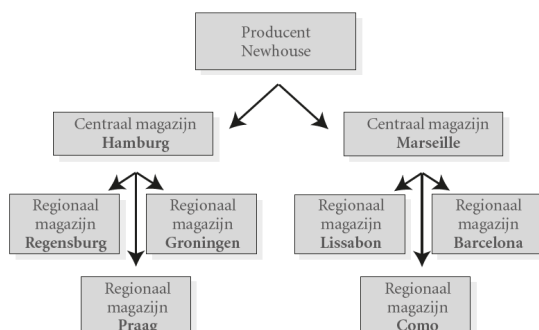 Producent
Newhouse
Centraal magazijn
Hamburg
Centraal magazijn
Marseille
Regionaal
magazijn
Regensburg
Regionaal
magazijn
Groningen
Regionaal
magazijn
Lissabon
Regionaal
magazijn
Barcelona
Regionaal
magazijn
Praag
Regionaal
magazijn
Como